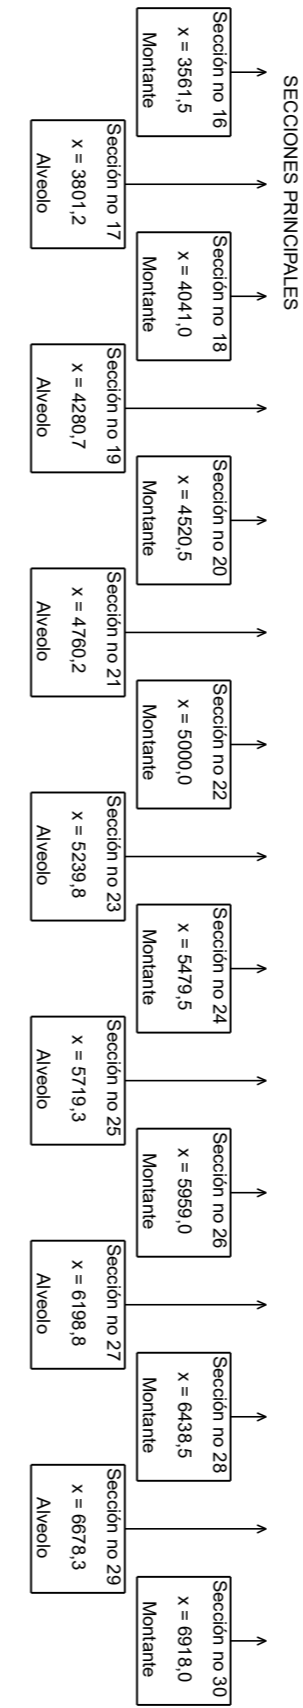 SECCIONES PRINCIPALES
Sección no 16
x = 3561,5
Montante
Sección no 17
x = 3801,2
Alveolo
Sección no 18
x = 4041,0
Montante
Sección no 19
x = 4280,7
Alveolo
Sección no 20
x = 4520,5
Montante
Sección no 21
x = 4760,2
Alveolo
Sección no 22
x = 5000,0
Montante
Sección no 23
x = 5239,8
Alveolo
Sección no 24
x = 5479,5
Montante
Sección no 25
x = 5719,3
Alveolo
Sección no 26
x = 5959,0
Montante
Sección no 27
x = 6198,8
Alveolo
Sección no 28
x = 6438,5
Montante
Sección no 29
x = 6678,3
Alveolo
Sección no 30
x = 6918,0
Montante